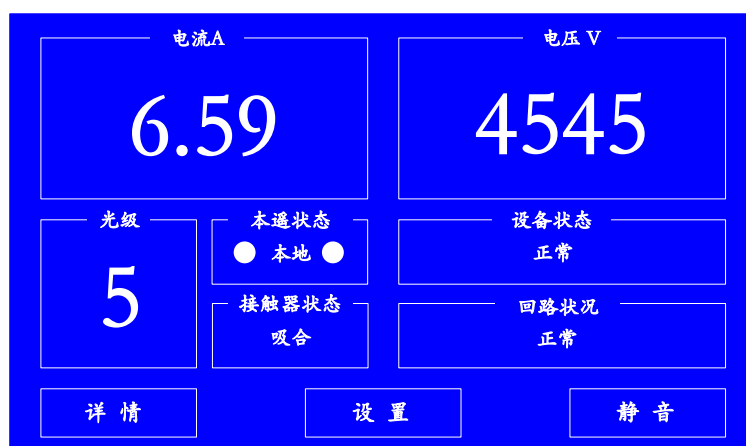 电流A
电压 V
6.59
4545
光级
本遥状态
设备状态
本地
正常
5
接触器状态
回路状况
吸合
正常
详 情
设 置
静 音